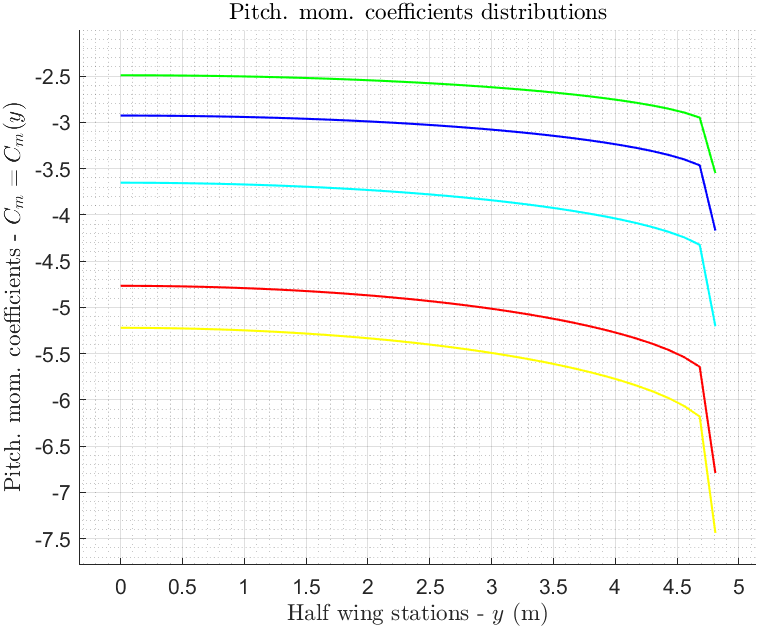 Pitch. mom. coefficients distributions
Pitch. mom. coefficients - $C_m = C_m(y)$
-2.5
-3
-3.5
-4
-4.5
-5
-5.5
-6
-6.5
-7
-7.5
0 0.5 1 1.5 2 2.5 3 3.5 4 4.5 5
Half wing stations - $y$ (m)